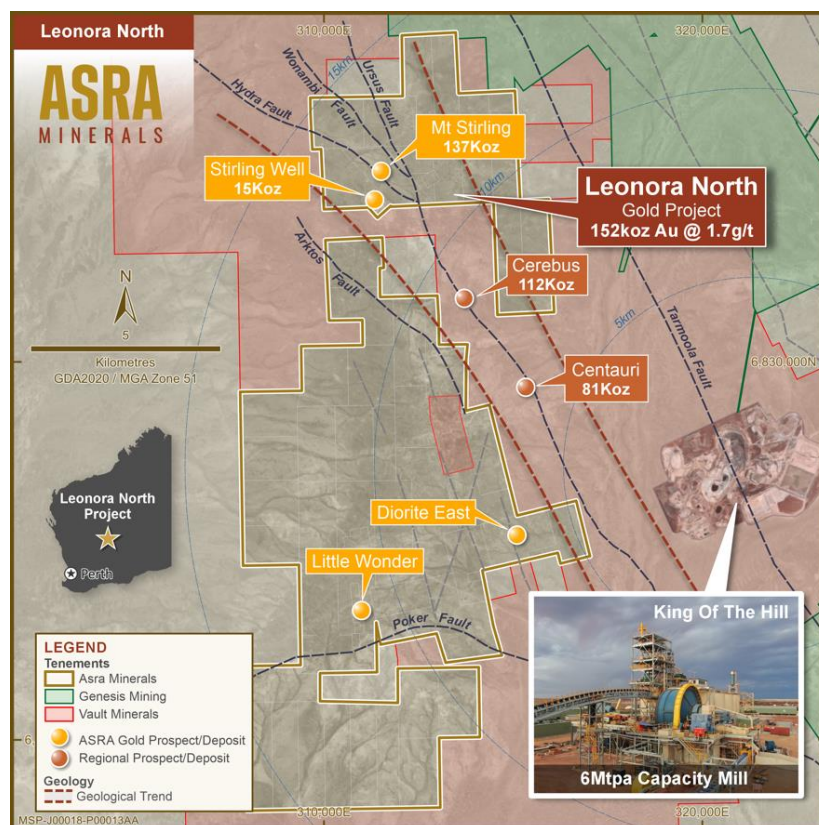 Leonora North
ASRA
MINERALS
310,000E
320,000E
15km
Ursus Fault
Wonambi Fault
Hydra Fault
Mt Stirling
137Koz
Stirling Well
15Koz
10km
Leonora North
Gold Project
152koz Au @ 1.7g/t
Arktos Fault
Cerebus
112Koz
5km
Tarmoola Fault
N
5
Kilometres
GDA2020 / MGA Zone 51
6,830,000N
Centauri
81Koz
Leonora North
Project
Perth
Diorite East
Little Wonder
Poker Fault
King Of The Hill
6Mtpa Capacity Mill
LEGEND
Tenements
Asra Minerals
Genesis Mining
Vault Minerals
ASRA Gold Prospect/Deposit
Regional Prospect/Deposit
Geology
Geological Trend
MSP-J00018-P00013AA
310,000E
320,000E